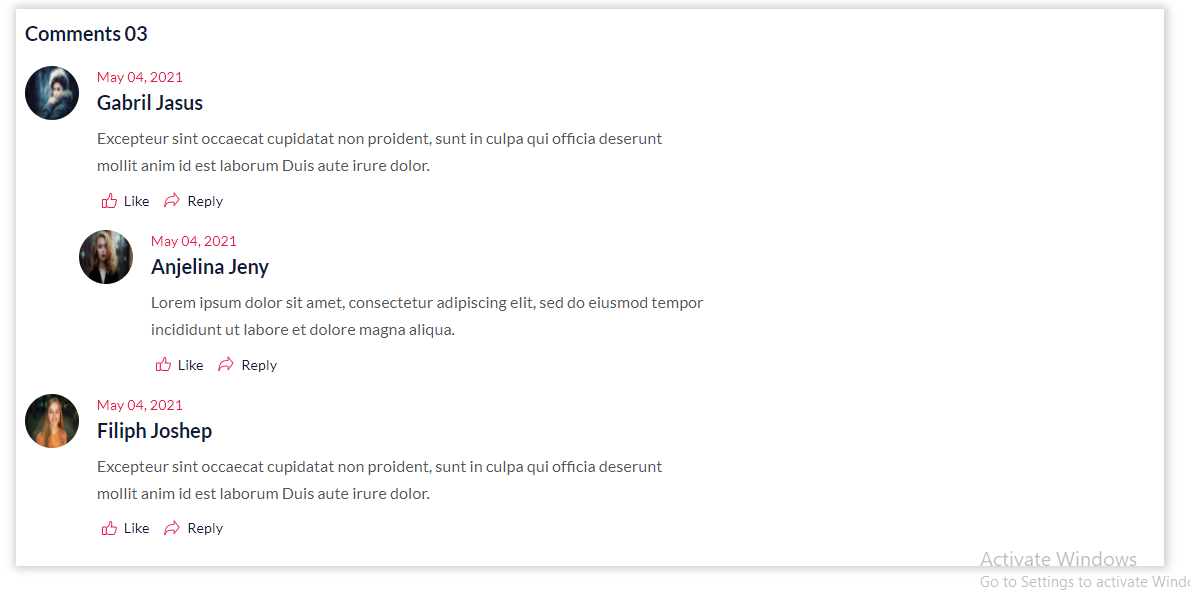 Comments 03
May 04, 2021
Gabril Jasus
Excepteur sint occaecat cupidatat non proident, sunt in culpa qui officia deserunt
mollit anim id est laborum Duis aute irure dolor.
Like Reply
May 04, 2021
Anjelina Jeny
Lorem ipsum dolor sit amet, consectetur adipiscing elit, sed do eiusmod tempor
incididunt ut labore et dolore magna aliqua.
Like Reply
May 04, 2021
Filiph Joshep
Excepteur sint occaecat cupidatat non proident, sunt in culpa qui officia deserunt
mollit anim id est laborum Duis aute irure dolor.
Like Reply
Activate Windows
Go to Settings to activate